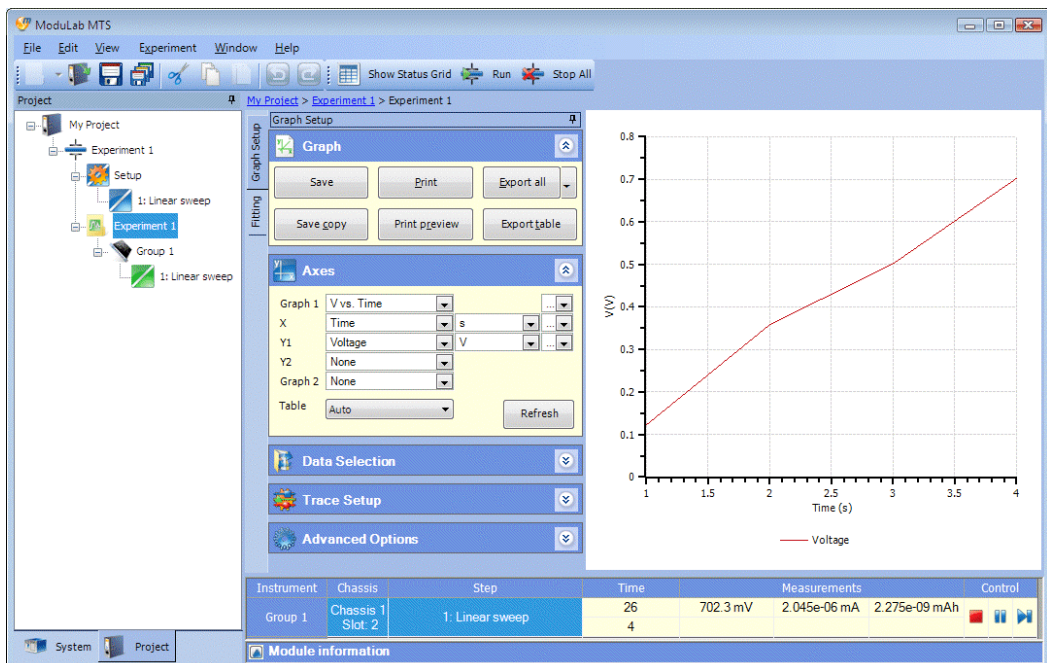 ModuLab MTS
File Edit View Experiment Window Help
Show Status Grid Run Stop All
Project
My Project > Experiment 1 > Experiment 1
My Project
Experiment 1
Setup
1: Linear sweep
Experiment 1
Group 1
1: Linear sweep
System Project
Graph Setup
Fitting
Graph Setup
Graph
Save Print Export all
Save copy Print preview Export table
Axes
Graph 1 V vs. Time ...
X Time s ...
Y1 Voltage V ...
Y2 None
Graph 2 None
Table Auto Refresh
Data Selection
Trace Setup
Advanced Options
0.8
0.7
0.6
0.5
0.4
0.3
0.2
0.1
0
V(V)
1 1.5 2 2.5 3 3.5 4
Time (s)
Voltage
Instrument Chassis Step Time Measurements Control
Group 1 Chassis 1 Slot: 2 1: Linear sweep 26 702.3 mV 2.045e-06 mA 2.275e-09 mAh
4
Module information